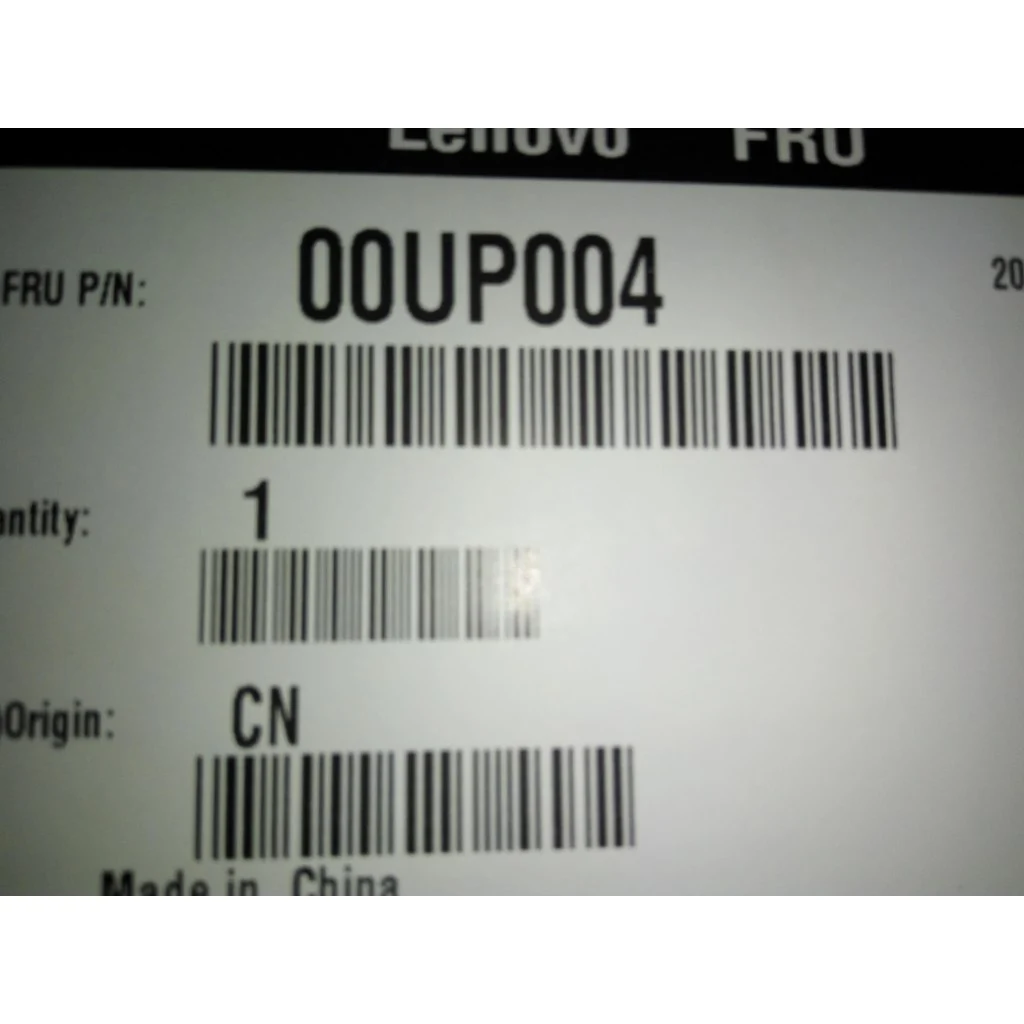 Lenovo FRU
FRU P/N: 00UP004 20
antity: 1
Origin: CN
Made in China